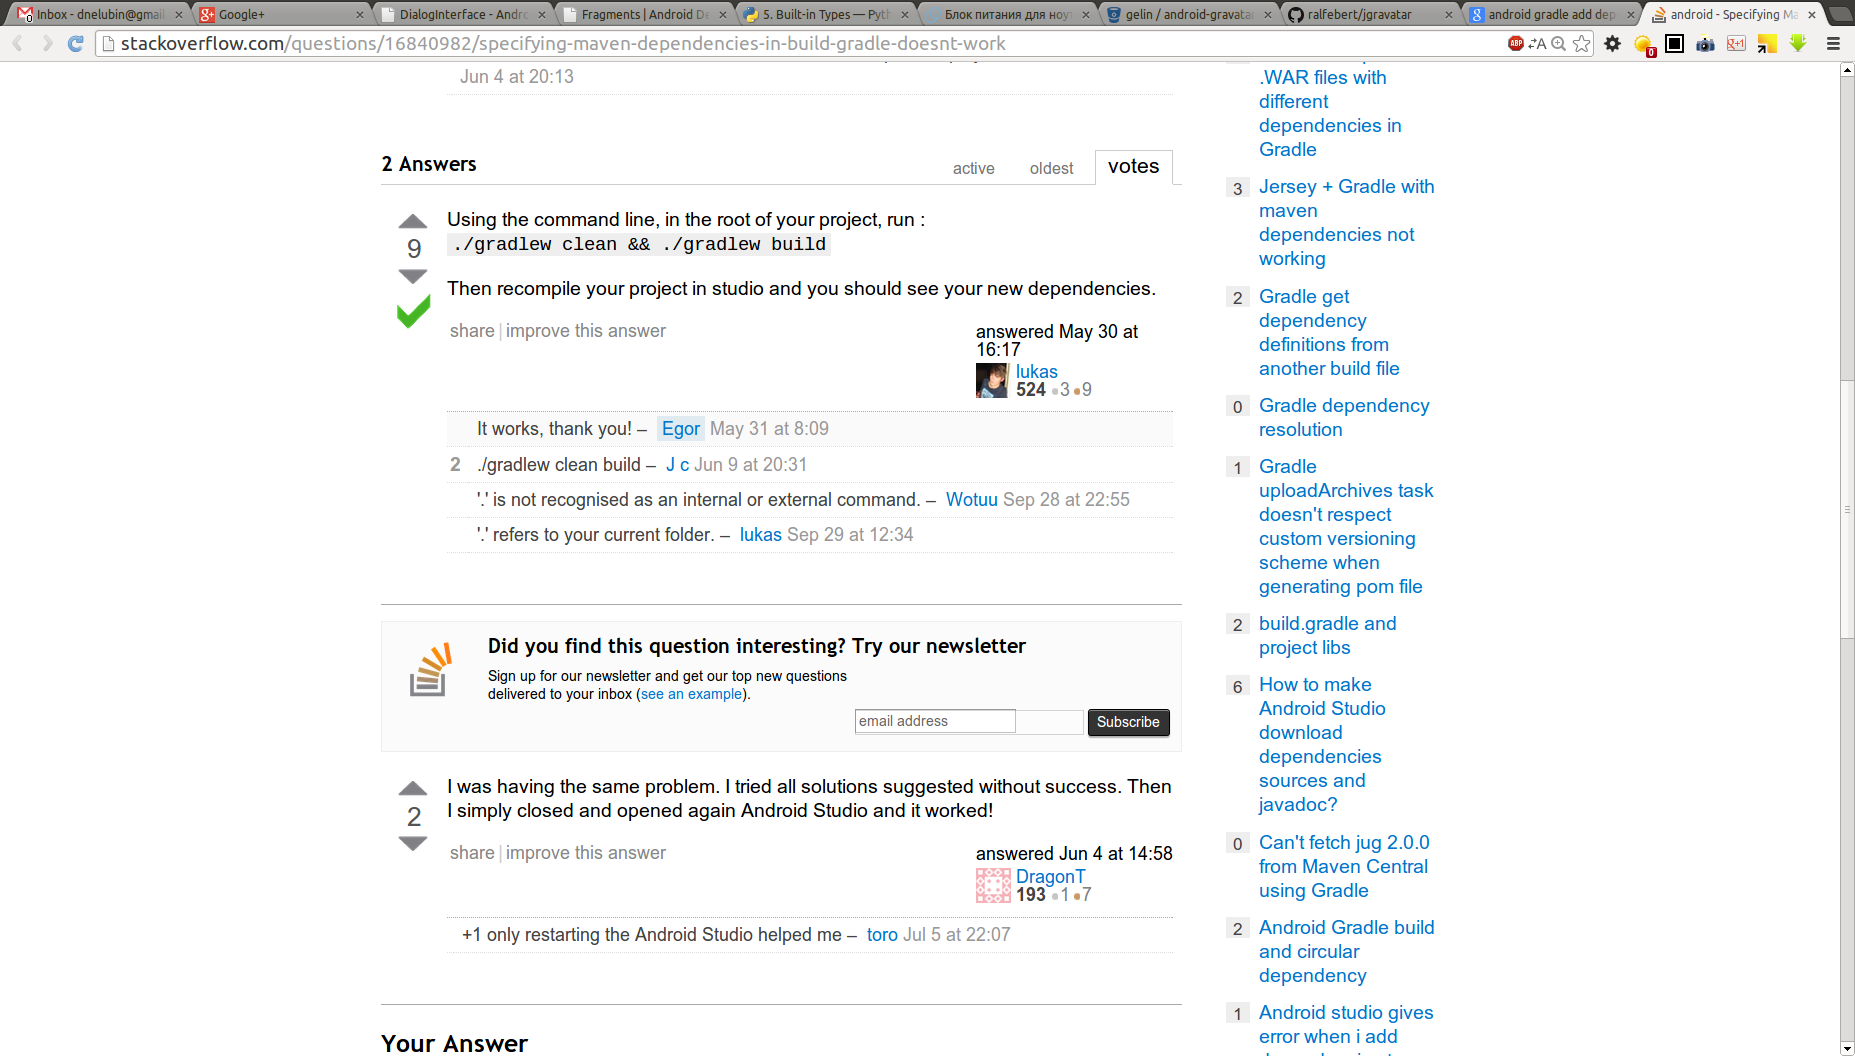 Inbox - dnelubin@gmail
Google+
DialogInterface - Andro
Fragments | Android De
5. Built-in Types — Pyth
Блок питания для ноут
gelin / android-gravatar
ralfebert/jgravatar
android gradle add dep
android - Specifying Ma
stackoverflow.com/questions/16840982/specifying-maven-dependencies-in-build-gradle-doesnt-work
Jun 4 at 20:13
2 Answers
active
oldest
votes
9
Using the command line, in the root of your project, run :
./gradlew clean && ./gradlew build
Then recompile your project in studio and you should see your new dependencies.
share | improve this answer
answered May 30 at
16:17
lukas
524 3 9
It works, thank you! – Egor May 31 at 8:09
2 ./gradlew clean build – J c Jun 9 at 20:31
'.' is not recognised as an internal or external command. – Wotuu Sep 28 at 22:55
'.' refers to your current folder. – lukas Sep 29 at 12:34
Did you find this question interesting? Try our newsletter
Sign up for our newsletter and get our top new questions
delivered to your inbox (see an example).
email address
Subscribe
2
I was having the same problem. I tried all solutions suggested without success. Then
I simply closed and opened again Android Studio and it worked!
share | improve this answer
answered Jun 4 at 14:58
DragonT
193 1 7
+1 only restarting the Android Studio helped me – toro Jul 5 at 22:07
Your Answer
.WAR files with
different
dependencies in
Gradle
3 Jersey + Gradle with
maven
dependencies not
working
2 Gradle get
dependency
definitions from
another build file
0 Gradle dependency
resolution
1 Gradle
uploadArchives task
doesn't respect
custom versioning
scheme when
generating pom file
2 build.gradle and
project libs
6 How to make
Android Studio
download
dependencies
sources and
javadoc?
0 Can't fetch jug 2.0.0
from Maven Central
using Gradle
2 Android Gradle build
and circular
dependency
1 Android studio gives
error when i add